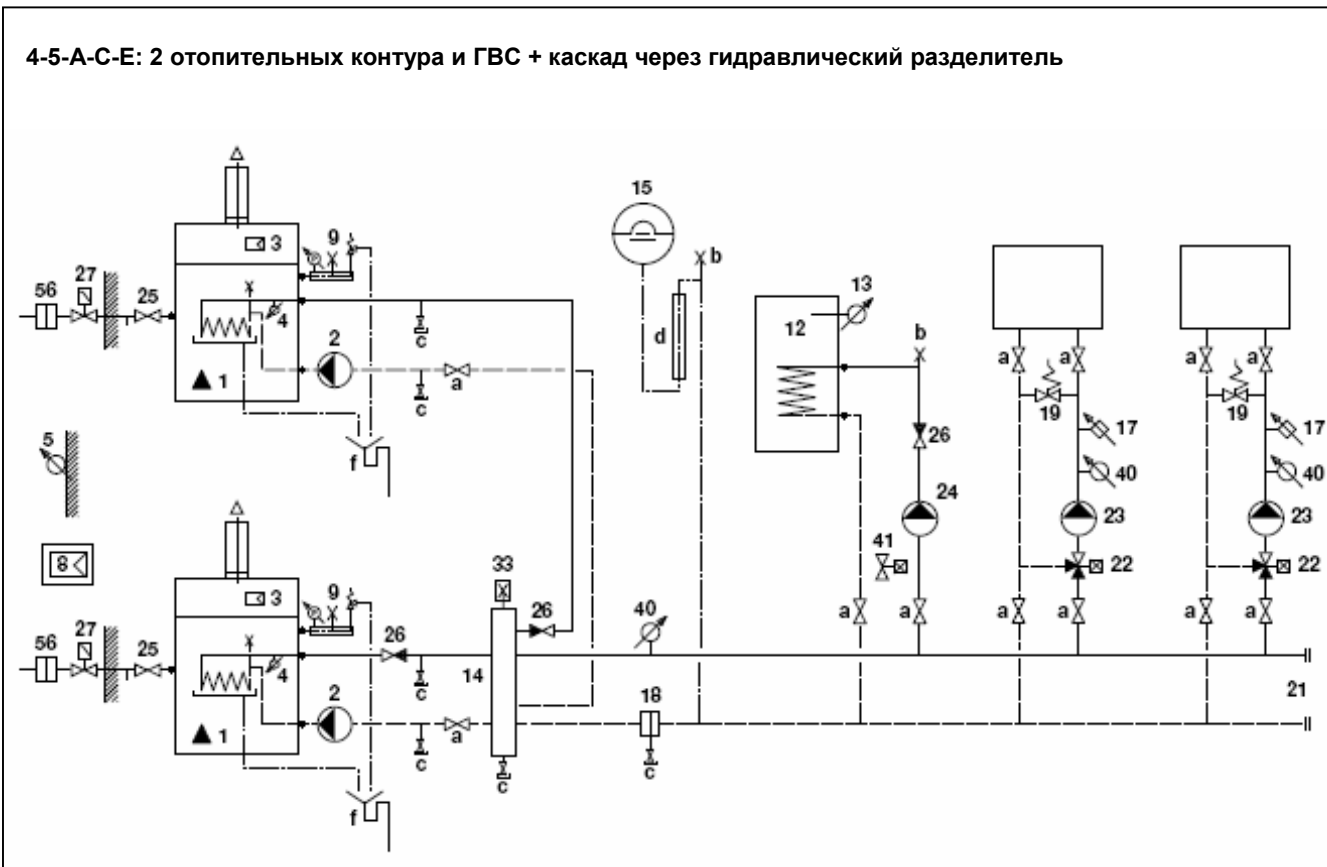 4-5-A-C-E: 2 отопительных контура и ГВС + каскад через гидравлический разделитель
15
3 9 b
27 13
56 25 12
4 2 d b
c a a a a
1 a 19 19
c 26 17 17
5 f 40 40
24
23 23
8 33 41
22 22
3 9 26 40 a a a a a a
56 27 25 26
4 14
2 c 18 21
1 c a
c c
f